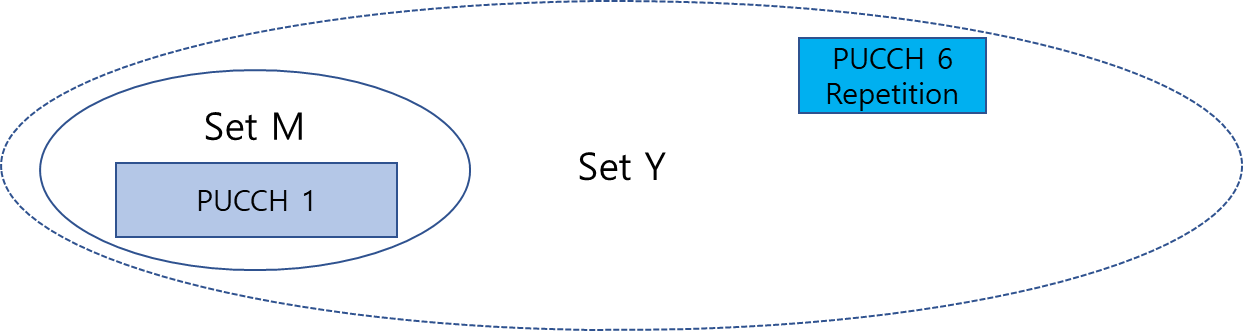 PUCCH 6
Repetition
Set M
Set Y
PUCCH 1